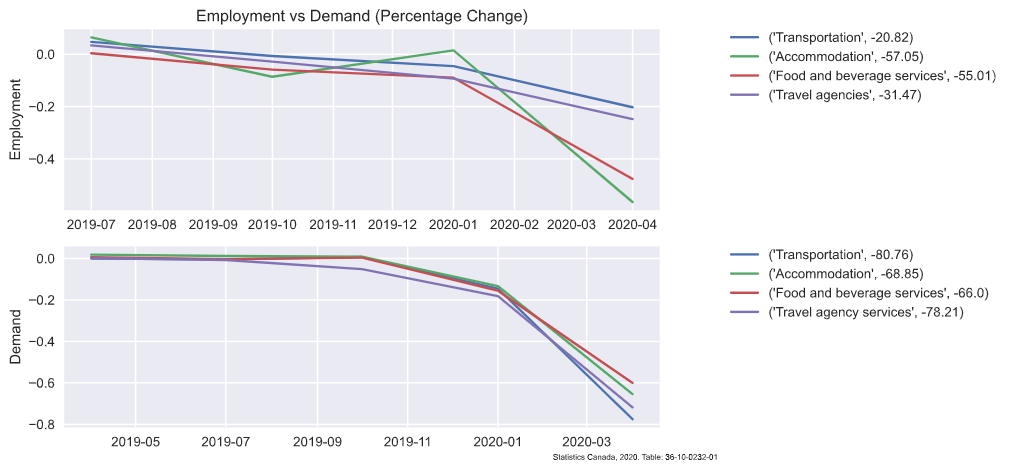 Employment vs Demand (Percentage Change)
Employment
0.0
−0.2
−0.4
2019-07 2019-08 2019-09 2019-10 2019-11 2019-12 2020-01 2020-02 2020-03 2020-04
('Transportation', -20.82)
('Accommodation', -57.05)
('Food and beverage services', -55.01)
('Travel agencies', -31.47)
Demand
0.0
−0.2
−0.4
−0.6
−0.8
2019-05 2019-07 2019-09 2019-11 2020-01 2020-03
('Transportation', -80.76)
('Accommodation', -68.85)
('Food and beverage services', -66.0)
('Travel agency services', -78.21)
Statistics Canada, 2020. Table: 36-10-0232-01